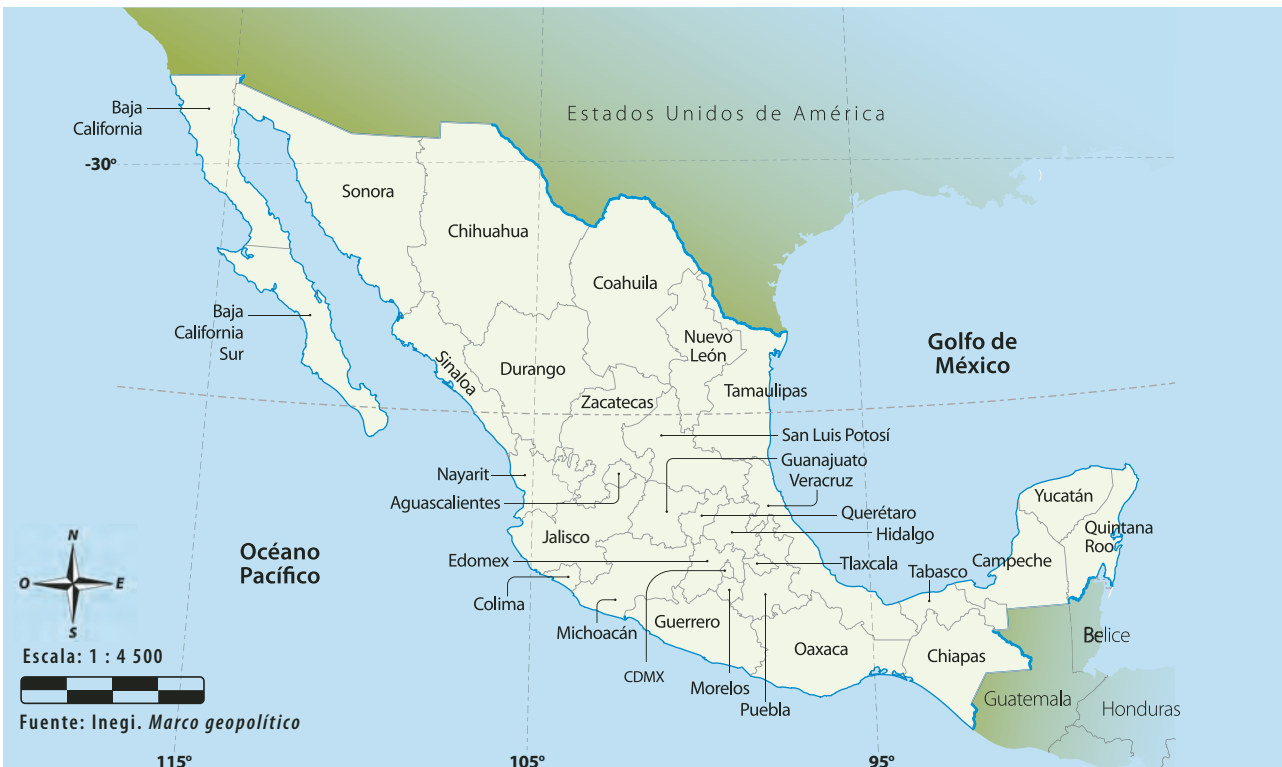 Estados Unidos de América
Baja
California
-30º
Sonora
Chihuahua
Coahuila
Baja
California
Sur
Nuevo
León
Golfo de
México
Sinaloa
Durango
Tamaulipas
Zacatecas
San Luis Potosí
Guanajuato
Nayarit
Veracruz
Aguascalientes
Yucatán
Querétaro
Quintana
Roo
Hidalgo
Jalisco
Océano
Pacífico
N
O
E
S
Edomex
Tlaxcala
Campeche
Tabasco
Colima
Michoacán
Guerrero
Belice
Oaxaca
Chiapas
Escala: 1 : 4 500
CDMX
Morelos
Puebla
Guatemala
Honduras
Fuente: Inegi. Marco geopolítico
115º
105º
95º